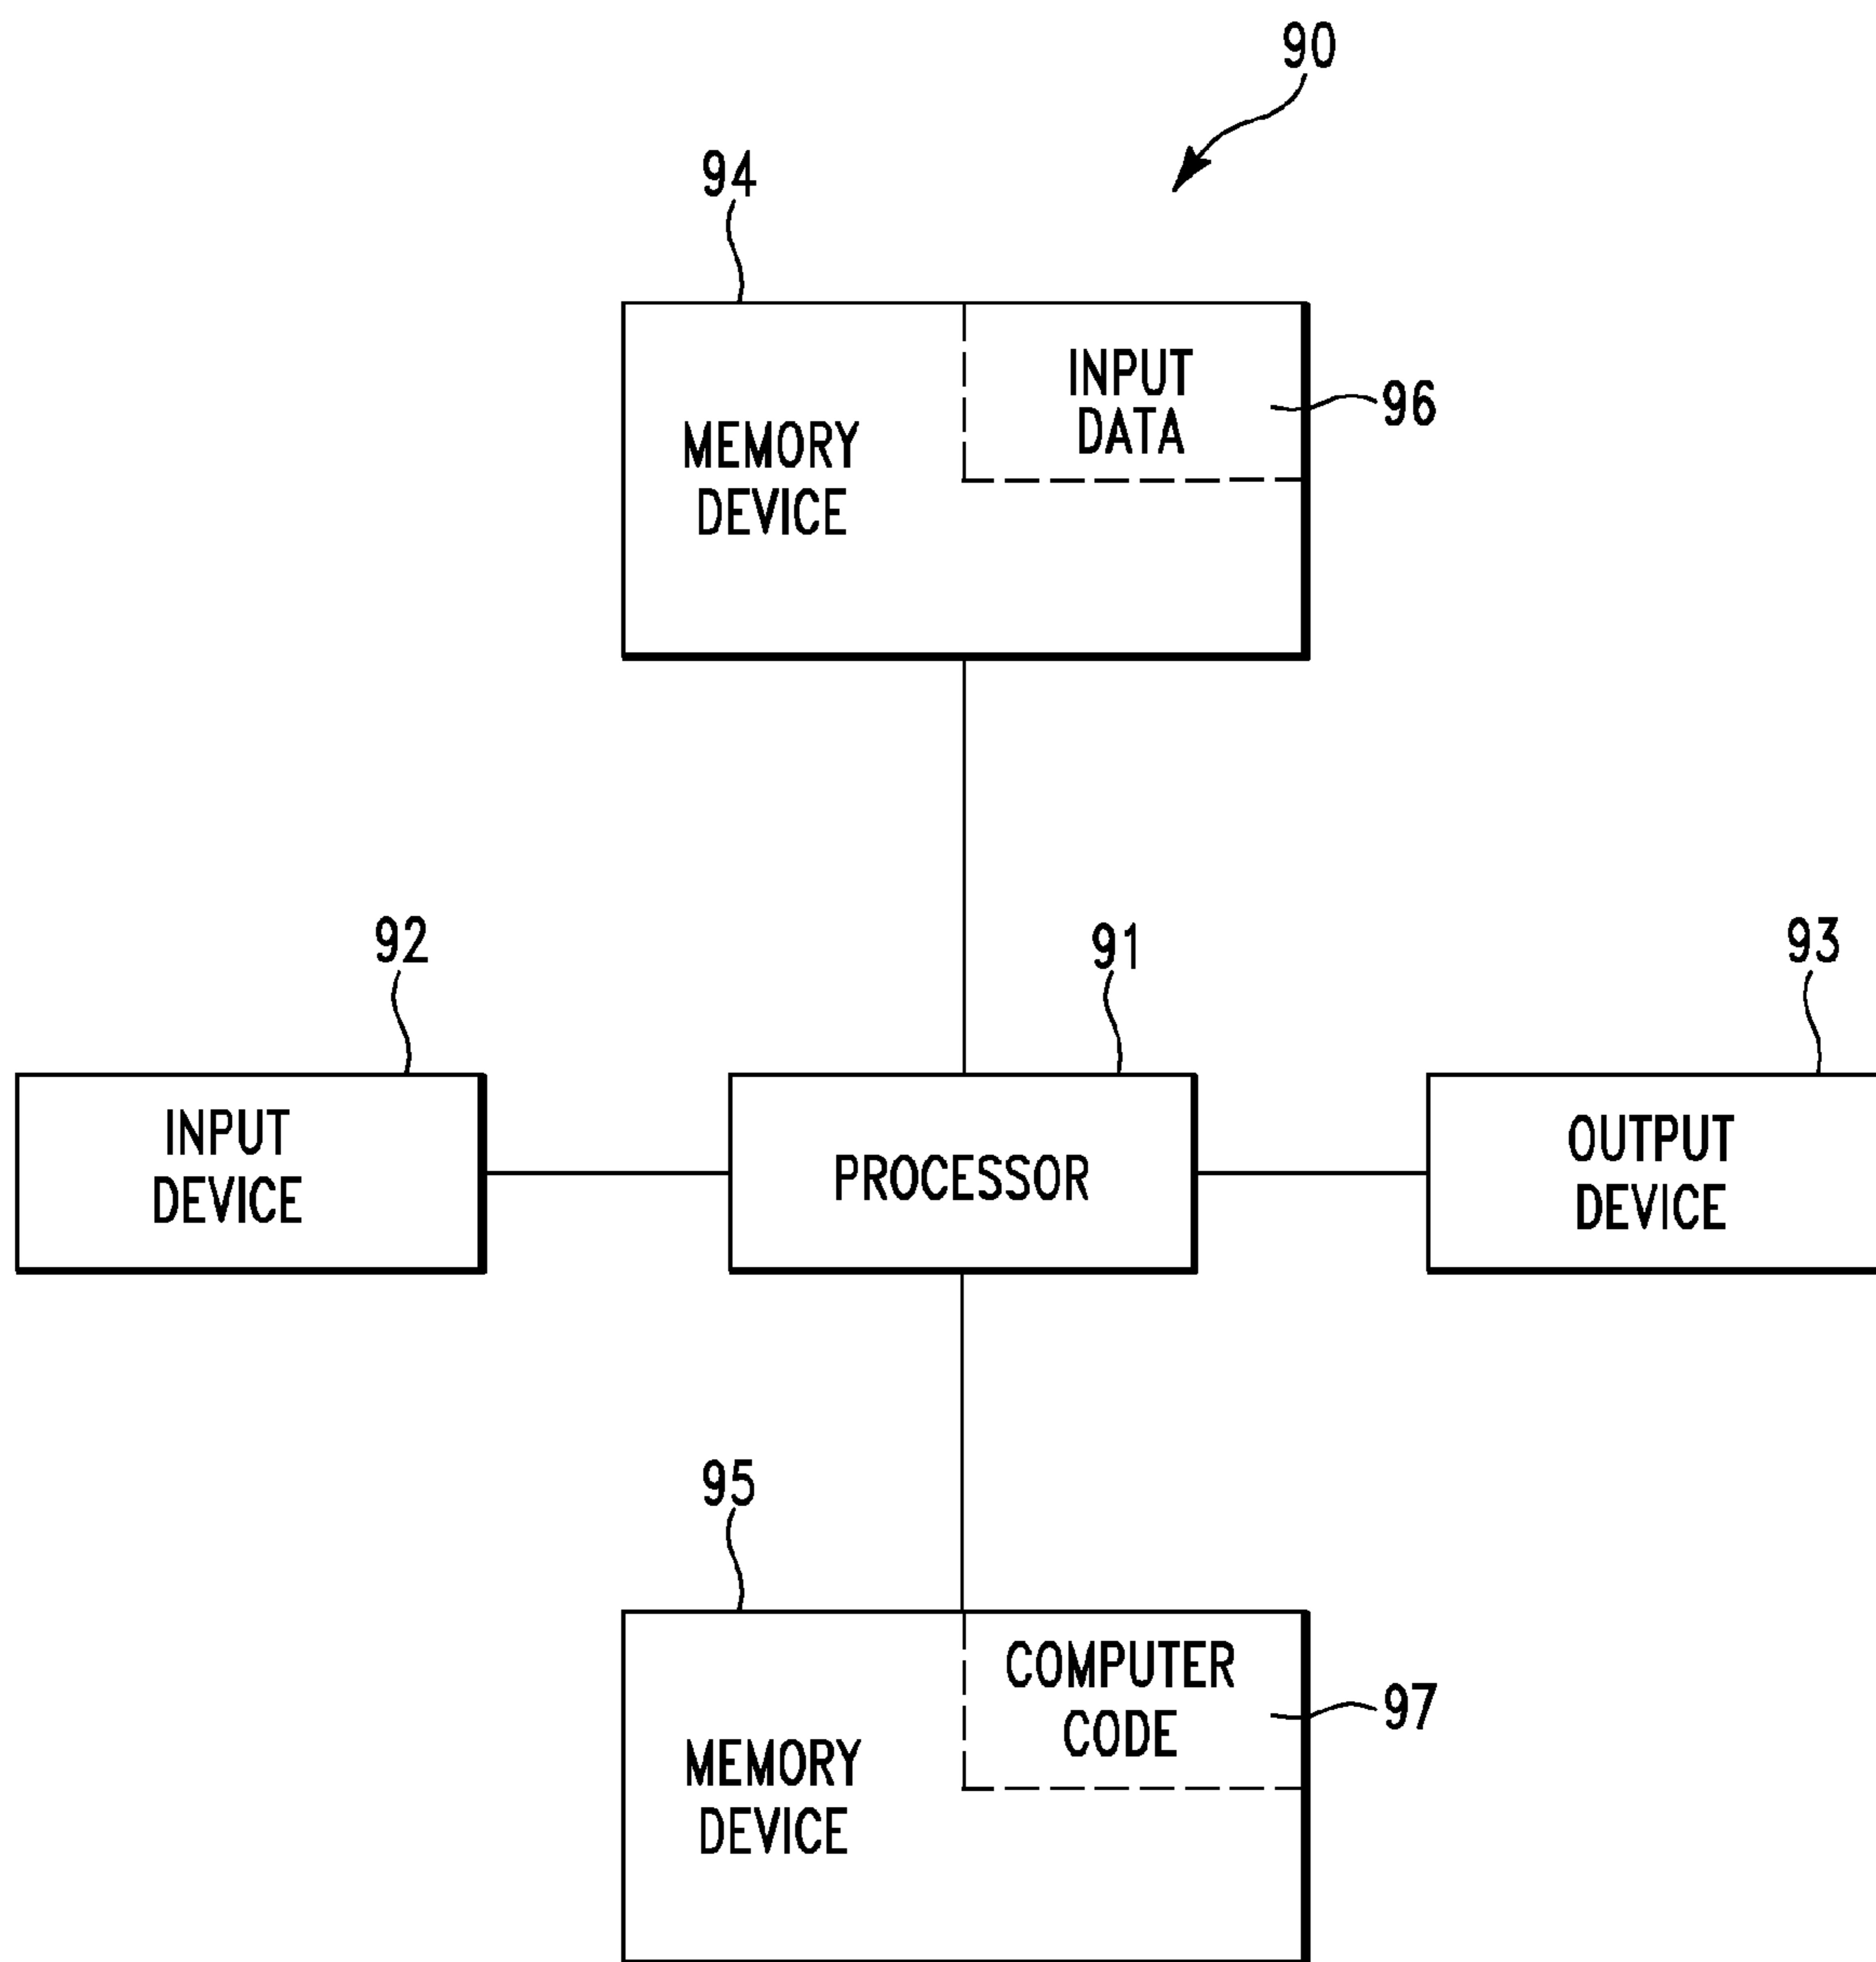 90
94
INPUT
DATA
96
MEMORY
DEVICE
92
91
93
INPUT
DEVICE
PROCESSOR
OUTPUT
DEVICE
95
COMPUTER
CODE
97
MEMORY
DEVICE